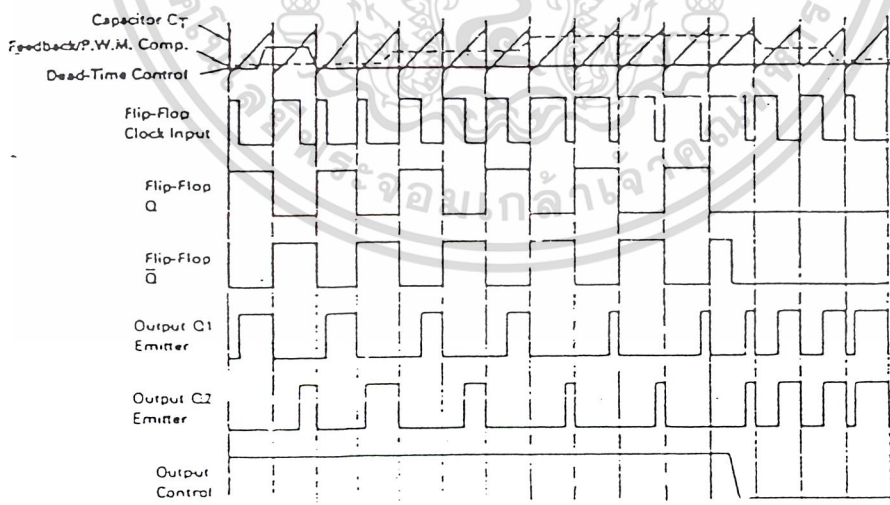 Capacitor CT
Feedback/P.W.M. Comp.
Dead-Time Control
Flip-Flop
Clock Input
Flip-Flop
Q
Flip-Flop
Q̅
Output Q1
Emitter
Output Q2
Emitter
Output
Control